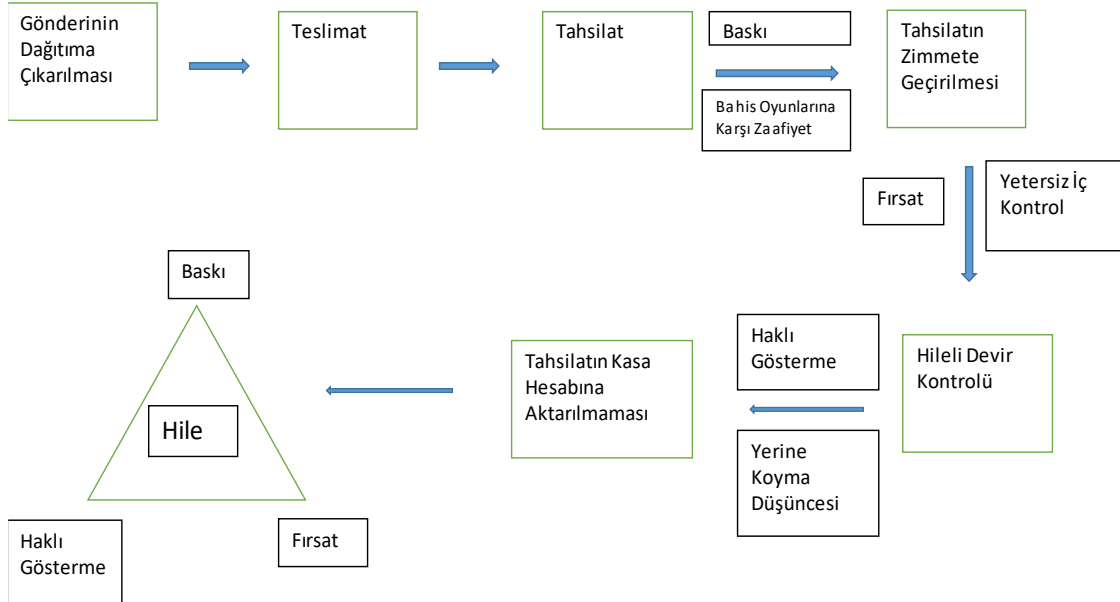 Gönderinin
Dağıtıma
Çıkarılması
Teslimat
Tahsilat
Baskı
Bahis Oyunlarına
Karşı Zaafiyet
Tahsilatın
Zimmete
Geçirilmesi
Fırsat
Yetersiz İç
Kontrol
Hileli Devir
Kontrolü
Haklı
Gösterme
Yerine
Koyma
Düşüncesi
Tahsilatın Kasa
Hesabına
Aktarılmaması
Baskı
Hile
Haklı
Gösterme
Fırsat